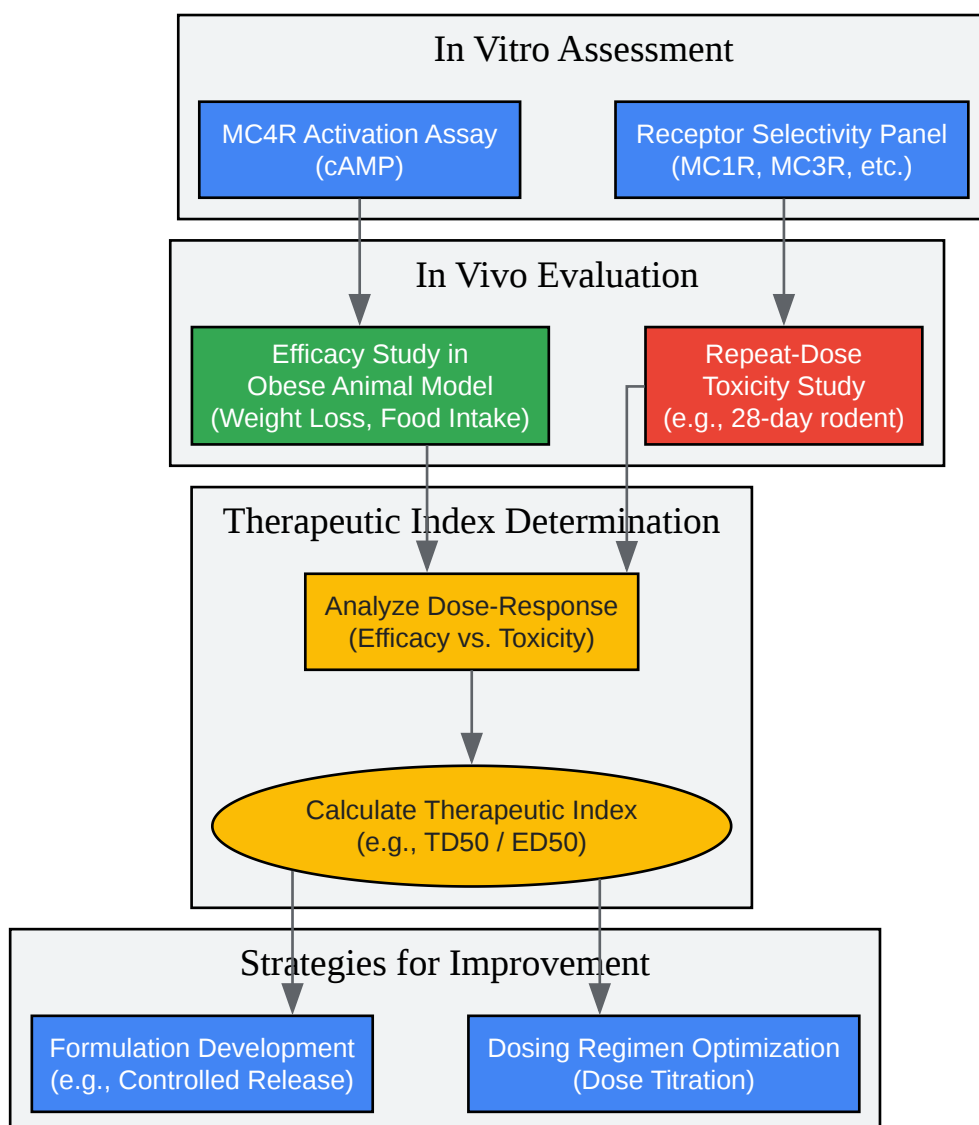 In Vitro Assessment
MC4R Activation Assay
(cAMP)
Receptor Selectivity Panel
(MC1R, MC3R, etc.)
In Vivo Evaluation
Efficacy Study in
Obese Animal Model
(Weight Loss, Food Intake)
Repeat-Dose
Toxicity Study
(e.g., 28-day rodent)
Therapeutic Index Determination
Analyze Dose-Response
(Efficacy vs. Toxicity)
Calculate Therapeutic Index
(e.g., TD50 / ED50)
Strategies for Improvement
Formulation Development
(e.g., Controlled Release)
Dosing Regimen Optimization
(Dose Titration)